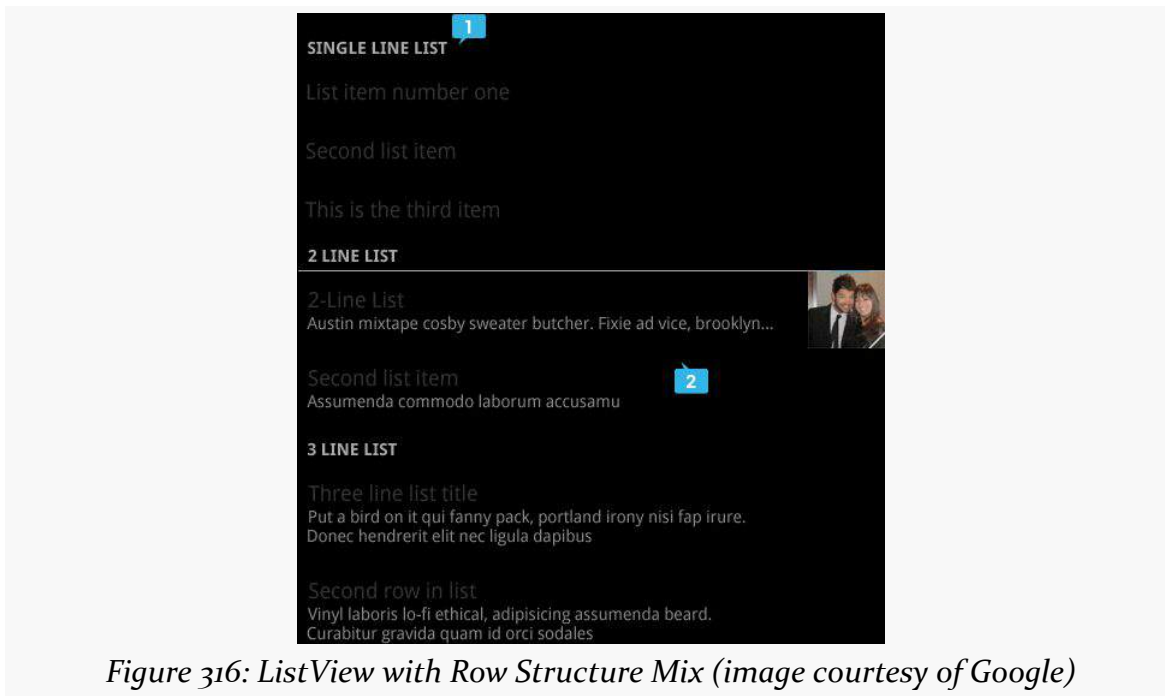 1
SINGLE LINE LIST
List item number one
Second list item
This is the third item
2 LINE LIST
2-Line List
Austin mixtape cosby sweater butcher. Fixie ad vice, brooklyn...
Second list item
2
Assumenda commodo laborum accusamu
3 LINE LIST
Three line list title
Put a bird on it qui fanny pack, portland irony nisi fap irure.
Donec hendrerit elit nec ligula dapibus
Second row in list
Vinyl laboris lo-fi ethical, adipisicing assumenda beard.
Curabitur gravida quam id orci sodales
Figure 316: ListView with Row Structure Mix (image courtesy of Google)